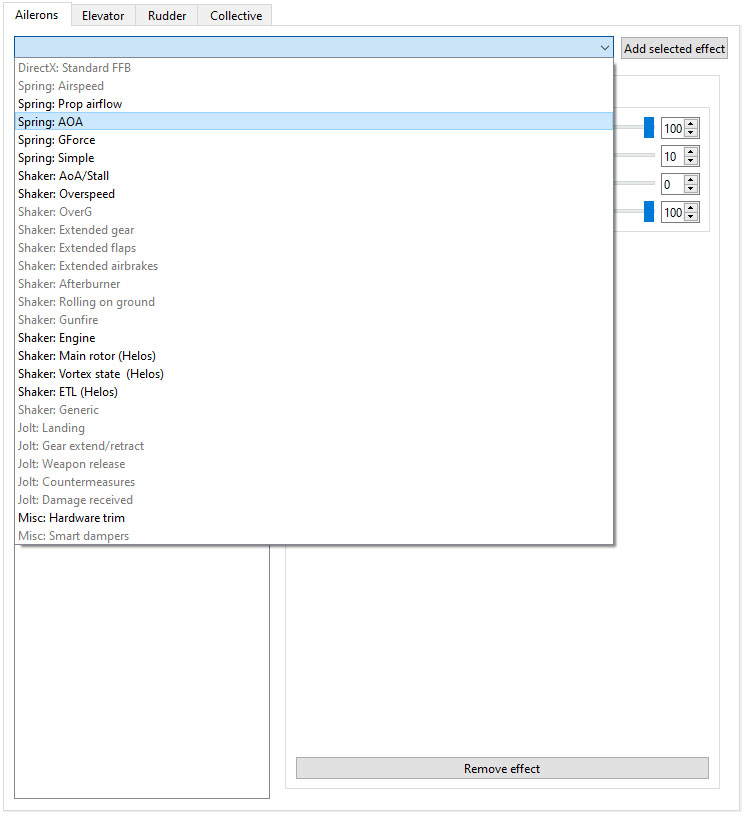 Ailerons Elevator Rudder Collective
Add selected effect
DirectX: Standard FFB
Spring: Airspeed
Spring: Prop airflow
Spring: AOA
Spring: GForce
Spring: Simple
Shaker: AoA/Stall
Shaker: Overspeed
Shaker: OverG
Shaker: Extended gear
Shaker: Extended flaps
Shaker: Extended airbrakes
Shaker: Afterburner
Shaker: Rolling on ground
Shaker: Gunfire
Shaker: Engine
Shaker: Main rotor (Helos)
Shaker: Vortex state  (Helos)
Shaker: ETL (Helos)
Shaker: Generic
Jolt: Landing
Jolt: Gear extend/retract
Jolt: Weapon release
Jolt: Countermeasures
Jolt: Damage received
Misc: Hardware trim
Misc: Smart dampers
100
10
0
100
Remove effect